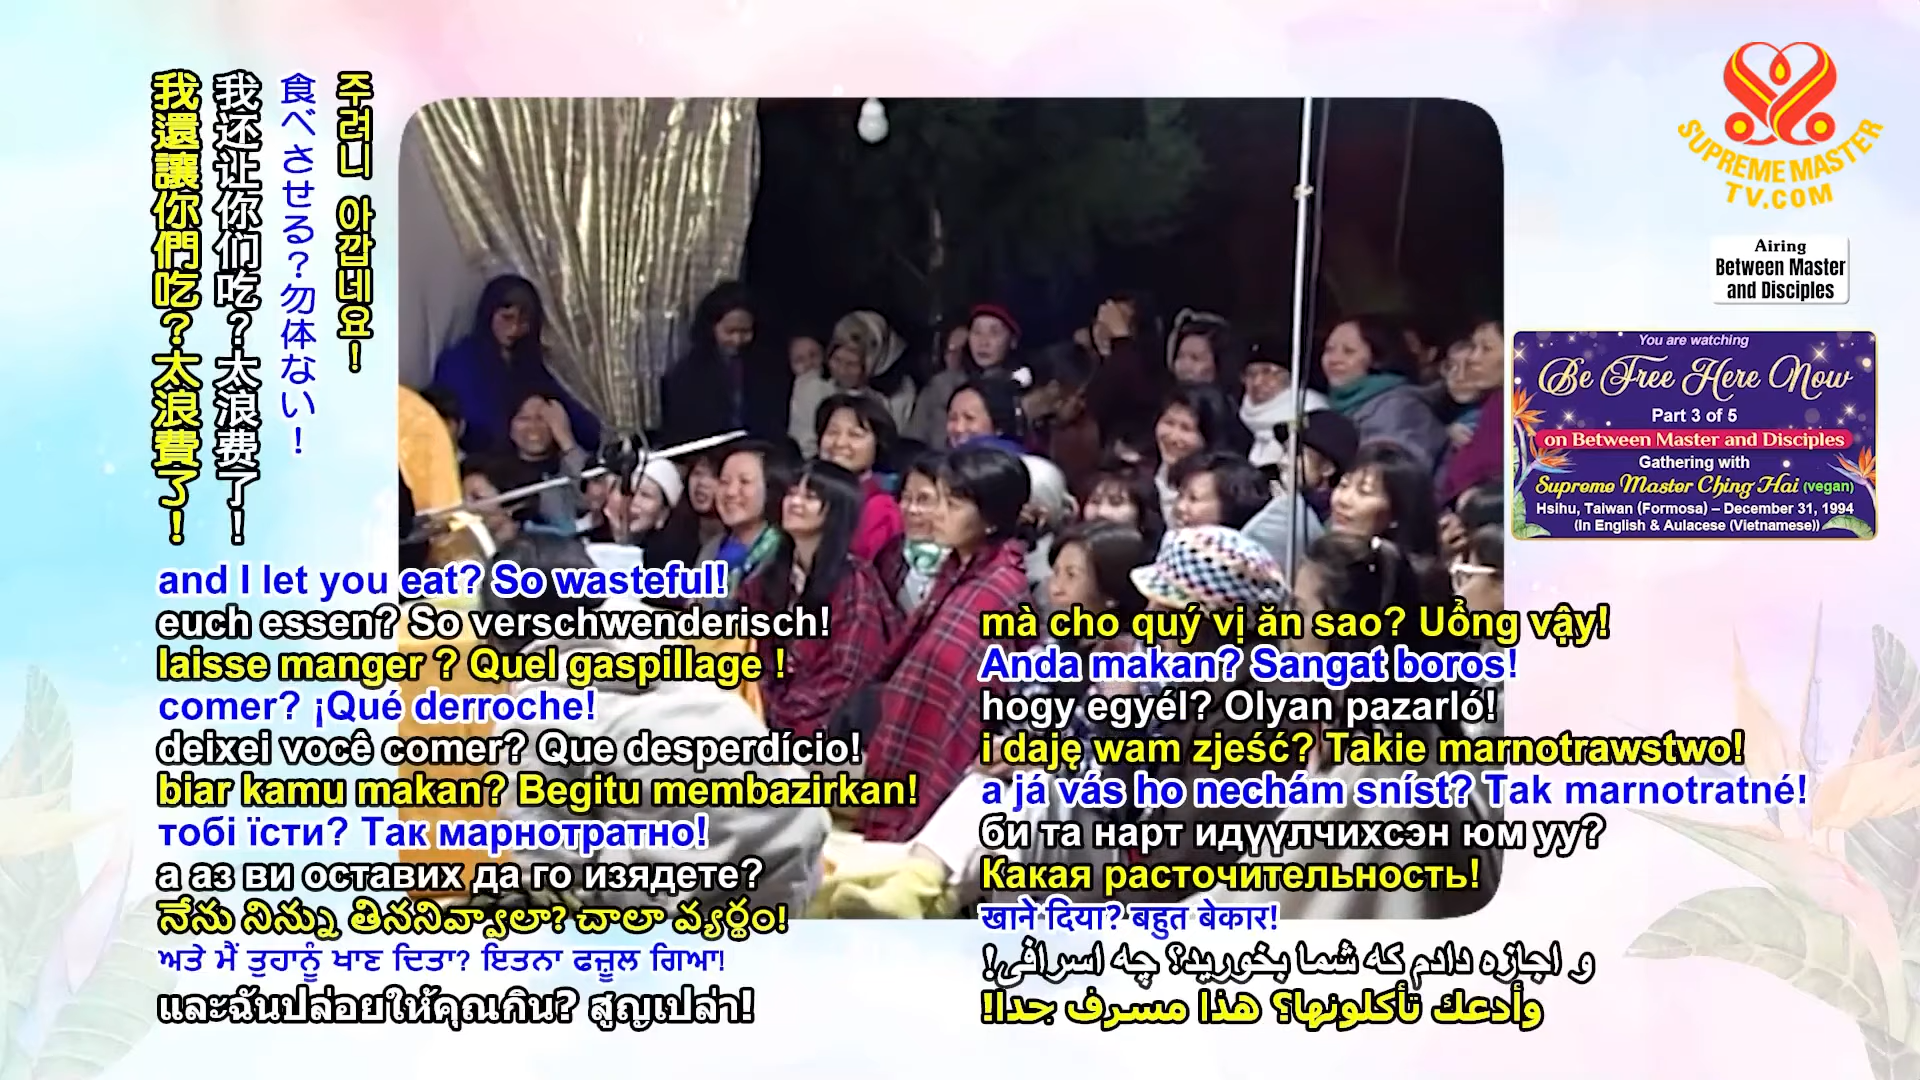 我還讓你們吃？太浪費了！
我还让你们吃？太浪费了！
食べさせる？勿体ない！
주려니 아깝네요!
and I let you eat? So wasteful!
euch essen? So verschwenderisch!
laisse manger ? Quel gaspillage !
comer? ¡Qué derroche!
deixei você comer? Que desperdício!
biar kamu makan? Begitu membazirkan!
тобі їсти? Так марнотратно!
а аз ви оставих да го изядете?
నేను నిన్ను తిననివ్వాలా? చాలా వ్యర్థం!
ਅਤੇ ਮੈਂ ਤੁਹਾਨੂੰ ਖਾਣ ਦਿਤਾ? ਇਤਨਾ ਫਜ਼ੂਲ ਗਿਆ!
และฉันปล่อยให้คุณกิน? สูญเปล่า!
mà cho quý vị ăn sao? Uổng vậy!
Anda makan? Sangat boros!
hogy egyél? Olyan pazarló!
i daję wam zjeść? Takie marnotrawstwo!
a já vás ho nechám sníst? Tak marnotratné!
би та нарт идүүлчихсэн юм уу?
Какая расточительность!
खाने दिया? बहुत बेकार!
و اجازه دادم که شما بخورید؟ چه اسرافی!
وأدعك تأكلونها؟ هذا مسرف جدا!
SUPREME MASTER
TV.COM
Airing
Between Master
and Disciples
You are watching
Be Free Here Now
Part 3 of 5
on Between Master and Disciples
Gathering with
Supreme Master Ching Hai (vegan)
Hsihu, Taiwan (Formosa) – December 31, 1994
(In English & Aulacese (Vietnamese))